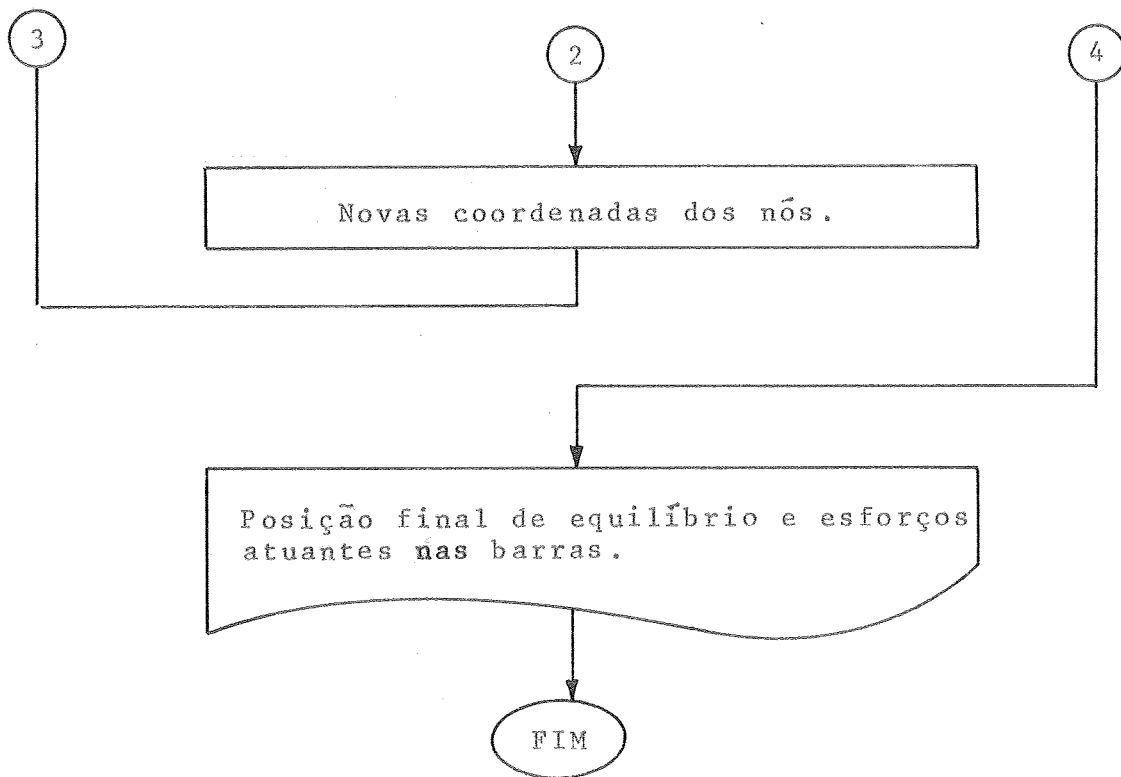 3
2
4
Novas coordenadas dos nós.
Posição final de equilíbrio e esforços
atuantes nas barras.
FIM